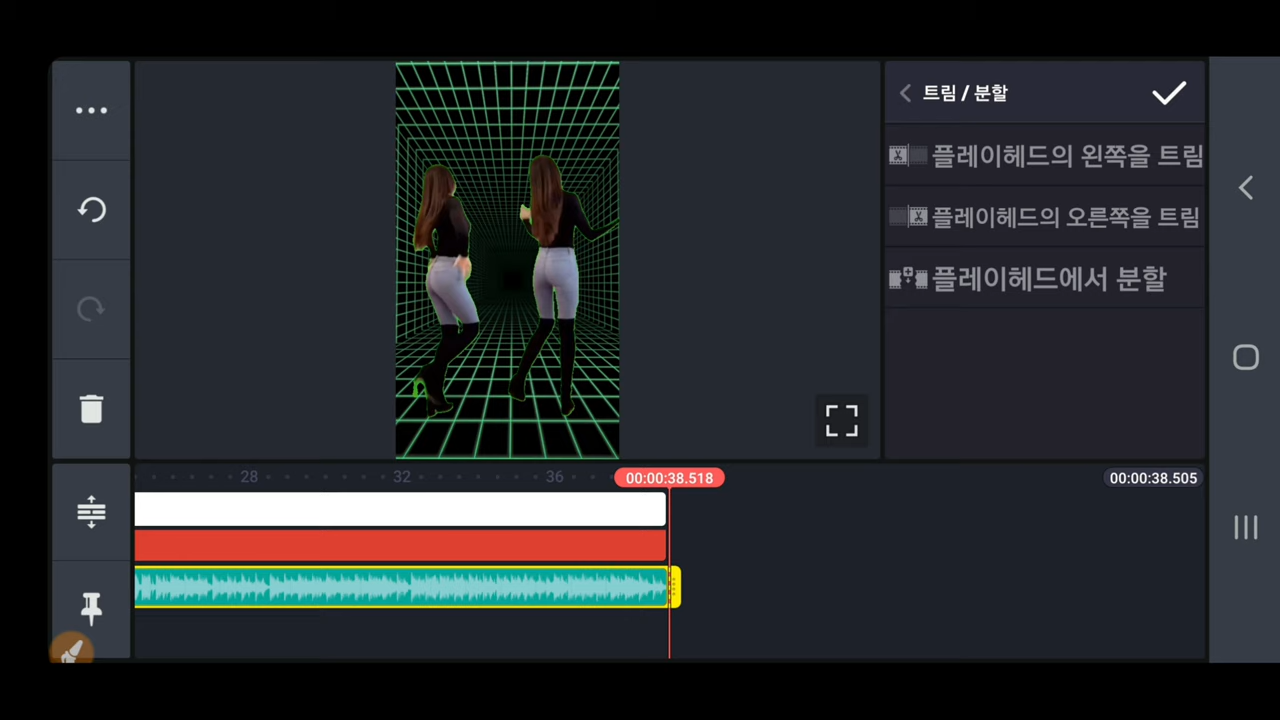 트림 / 분할
플레이헤드의 왼쪽을 트림
플레이헤드의 오른쪽을 트림
플레이헤드에서 분할
28 32 36 00:00:38.518 00:00:38.505